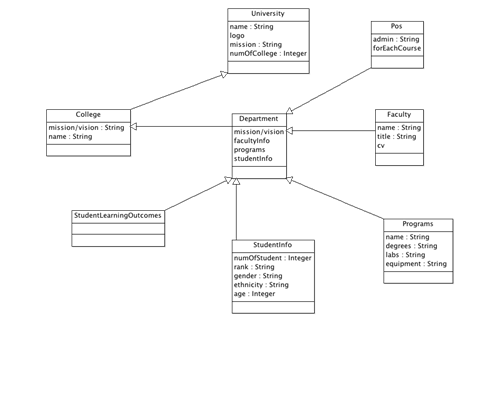 University
name : String
logo
mission : String
numOfCollege : Integer
Pos
admin : String
forEachCourse
College
mission/vision : String
name : String
Department
mission/vision
facultyInfo
programs
studentInfo
Faculty
name : String
title : String
cv
StudentLearningOutcomes
StudentInfo
numOfStudent : Integer
rank : String
gender : String
ethnicity : String
age : Integer
Programs
name : String
degrees : String
labs : String
equipment : String